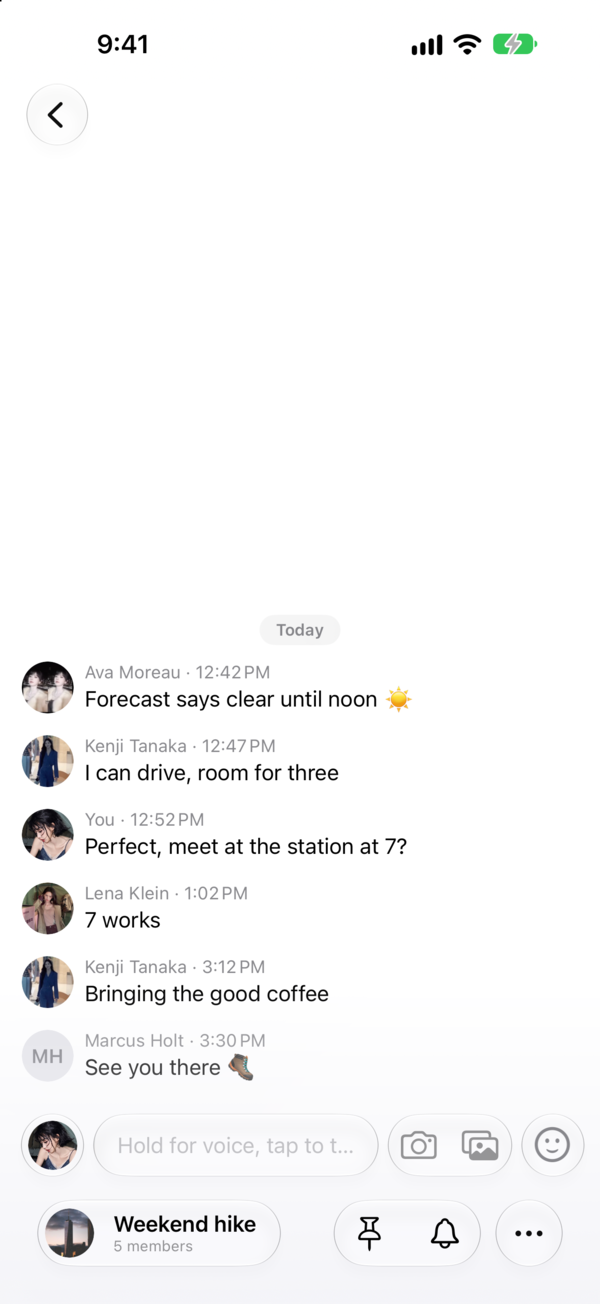 9:41
Today
Ava Moreau · 12:42 PM
Forecast says clear until noon ☀️
Kenji Tanaka · 12:47 PM
I can drive, room for three
You · 12:52 PM
Perfect, meet at the station at 7?
Lena Klein · 1:02 PM
7 works
Kenji Tanaka · 3:12 PM
Bringing the good coffee
MH
Marcus Holt · 3:30 PM
See you there 🥾
Hold for voice, tap to t...
Weekend hike
5 members